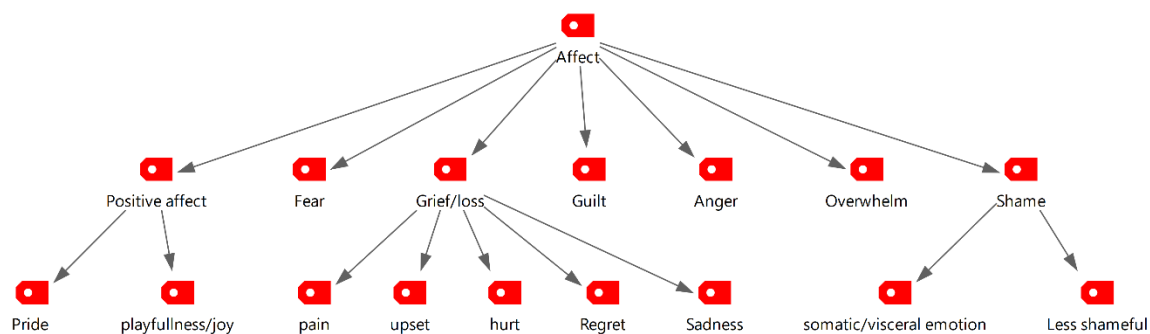 Affect
Positive affect
Fear
Grief/loss
Guilt
Anger
Overwhelm
Shame
Pride
playfullness/joy
pain
upset
hurt
Regret
Sadness
somatic/visceral emotion
Less shameful